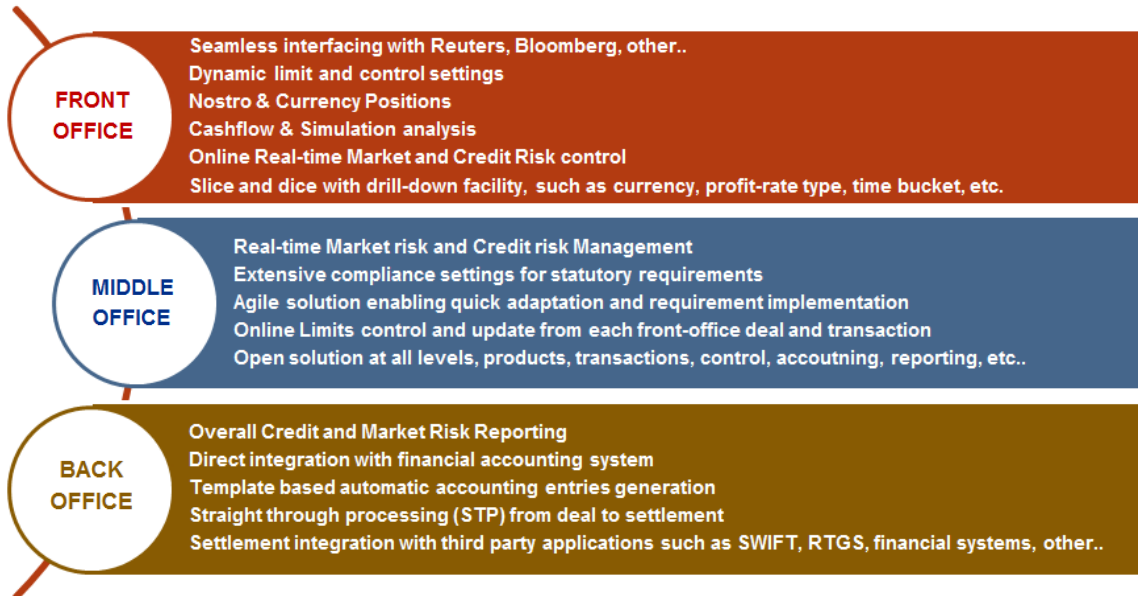 FRONT
OFFICE
Seamless interfacing with Reuters, Bloomberg, other..
Dynamic limit and control settings
Nostro & Currency Positions
Cashflow & Simulation analysis
Online Real-time Market and Credit Risk control
Slice and dice with drill-down facility, such as currency, profit-rate type, time bucket, etc.
MIDDLE
OFFICE
Real-time Market risk and Credit risk Management
Extensive compliance settings for statutory requirements
Agile solution enabling quick adaptation and requirement implementation
Online Limits control and update from each front-office deal and transaction
Open solution at all levels, products, transactions, control, accoutning, reporting, etc..
BACK
OFFICE
Overall Credit and Market Risk Reporting
Direct integration with financial accounting system
Template based automatic accounting entries generation
Straight through processing (STP) from deal to settlement
Settlement integration with third party applications such as SWIFT, RTGS, financial systems, other..